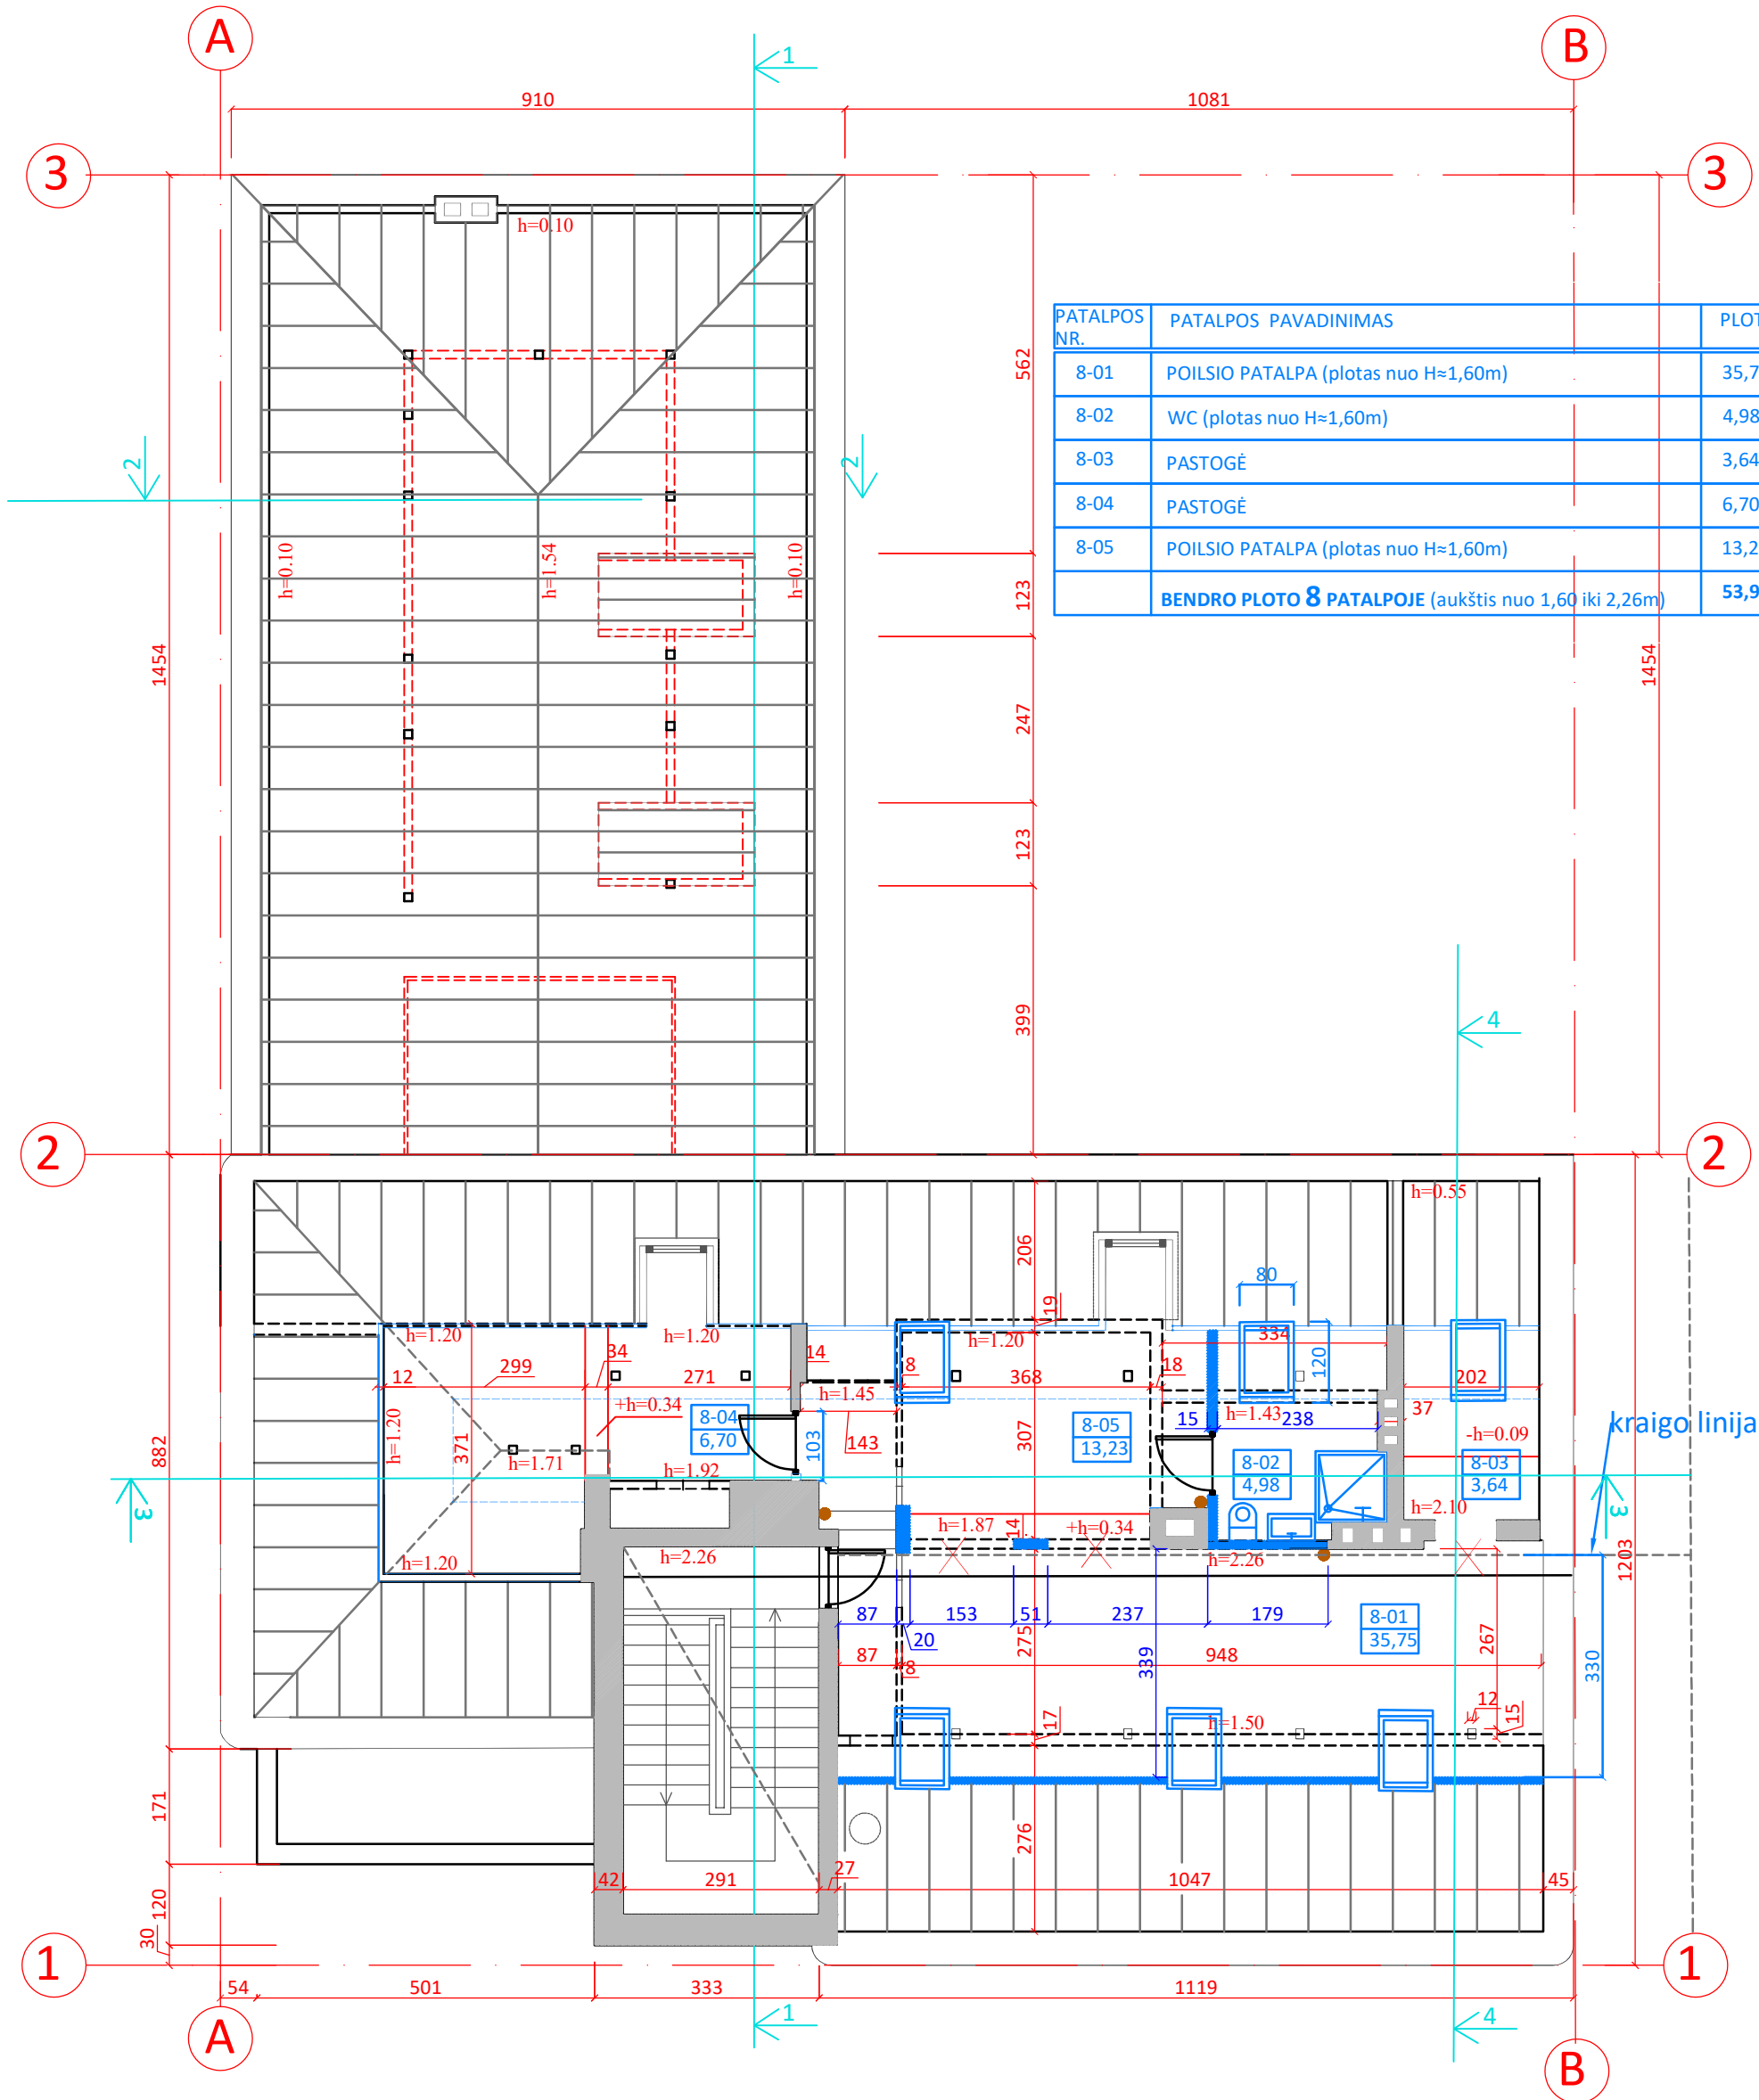 A
B
1
910
1081
3
3
h=0.10
562
PATALPOS NR.
PATALPOS PAVADINIMAS
8-01
POILSIO PATALPA (plotas nuo H≈1,60m)
8-02
WC (plotas nuo H≈1,60m)
4,98
8-03
PASTOGĖ
3,64
8-04
PASTOGĖ
6,70
8-05
POILSIO PATALPA (plotas nuo H≈1,60m)
BENDRO PLOTO 8 PATALPOJE (aukštis nuo 1,60 iki 2,26m)
2
2
h=0.10
h=1.54
h=0.10
123
1454
1454
247
123
399
4
2
2
h=0.55
206
80
19
h=1.20
h=1.20
h=1.20
334
12
299
34
271
14
8
368
18
120
202
h=1.45
+h=0.34
8-04
6,70
103
143
307
8-05
13,23
15
h=1.43
238
37
kraigo linija
-h=0.09
882
h=1.20
371
h=1.71
h=1.92
8-02
4,98
8-03
3,64
3
3
h=2.10
h=1.87
14
+h=0.34
h=1.20
h=2.26
h=2.26
1203
87
153
51
237
179
8-01
35,75
20
275
339
267
330
87
8
948
12
15
17
h=1.50
171
276
27
42
291
1047
45
120
30
1
1
54
501
333
1119
1
4
A
B